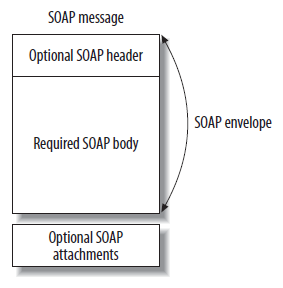 SOAP message
Optional SOAP header
SOAP envelope
Required SOAP body
Optional SOAP
attachments